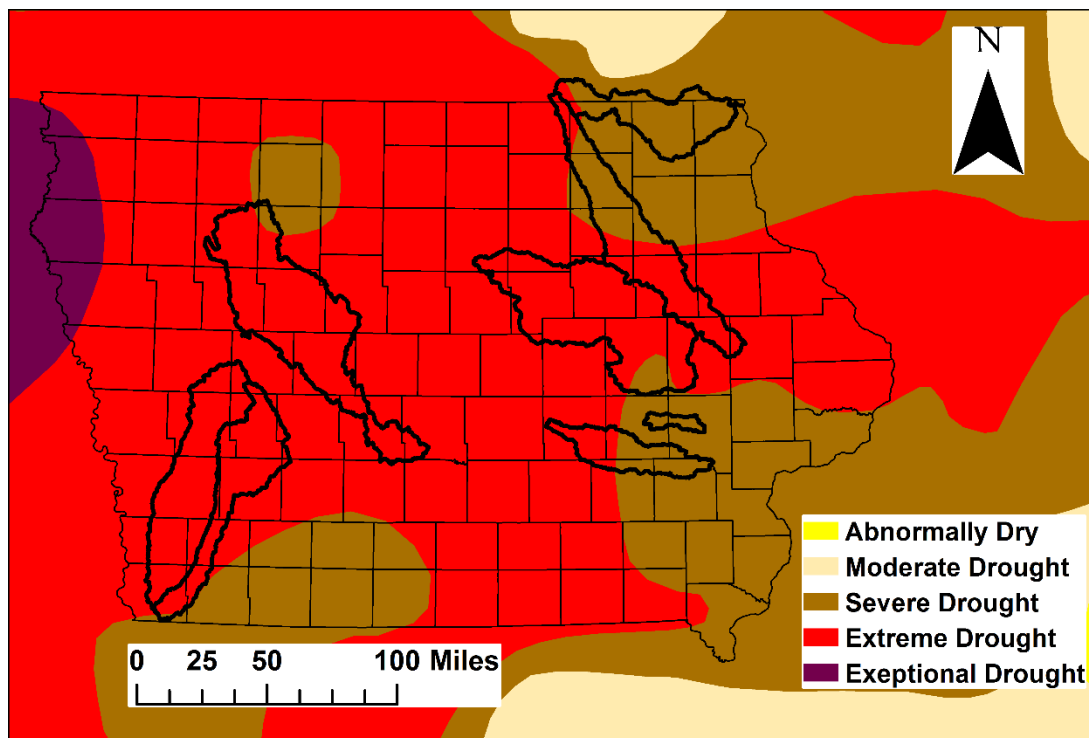 N
Abnormally Dry
Moderate Drought
Severe Drought
Extreme Drought
Exeptional Drought
0 25 50 100 Miles